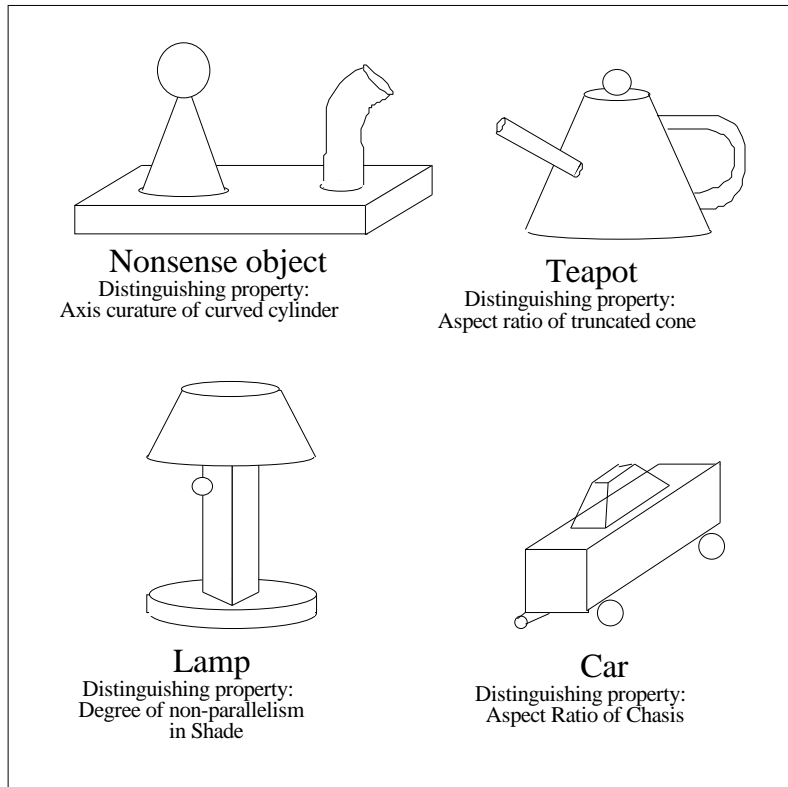 Nonsense object
Distinguishing property:
Axis curature of curved cylinder
Teapot
Distinguishing property:
Aspect ratio of truncated cone
Lamp
Distinguishing property:
Degree of non-parallelism
in Shade
Car
Distinguishing property:
Aspect Ratio of Chasis